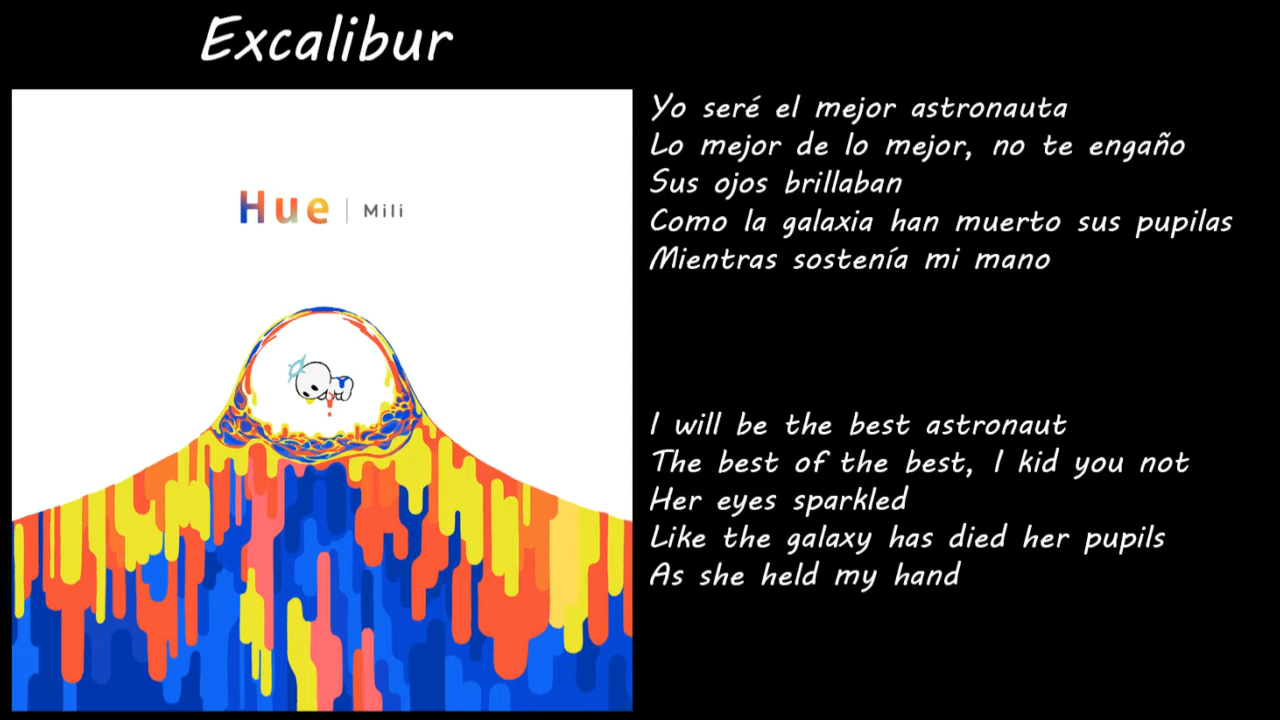 Excalibur
Hue | Mili
Yo seré el mejor astronauta
Lo mejor de lo mejor, no te engaño
Sus ojos brillaban
Como la galaxia han muerto sus pupilas
Mientras sostenía mi mano
I will be the best astronaut
The best of the best, I kid you not
Her eyes sparkled
Like the galaxy has died her pupils
As she held my hand